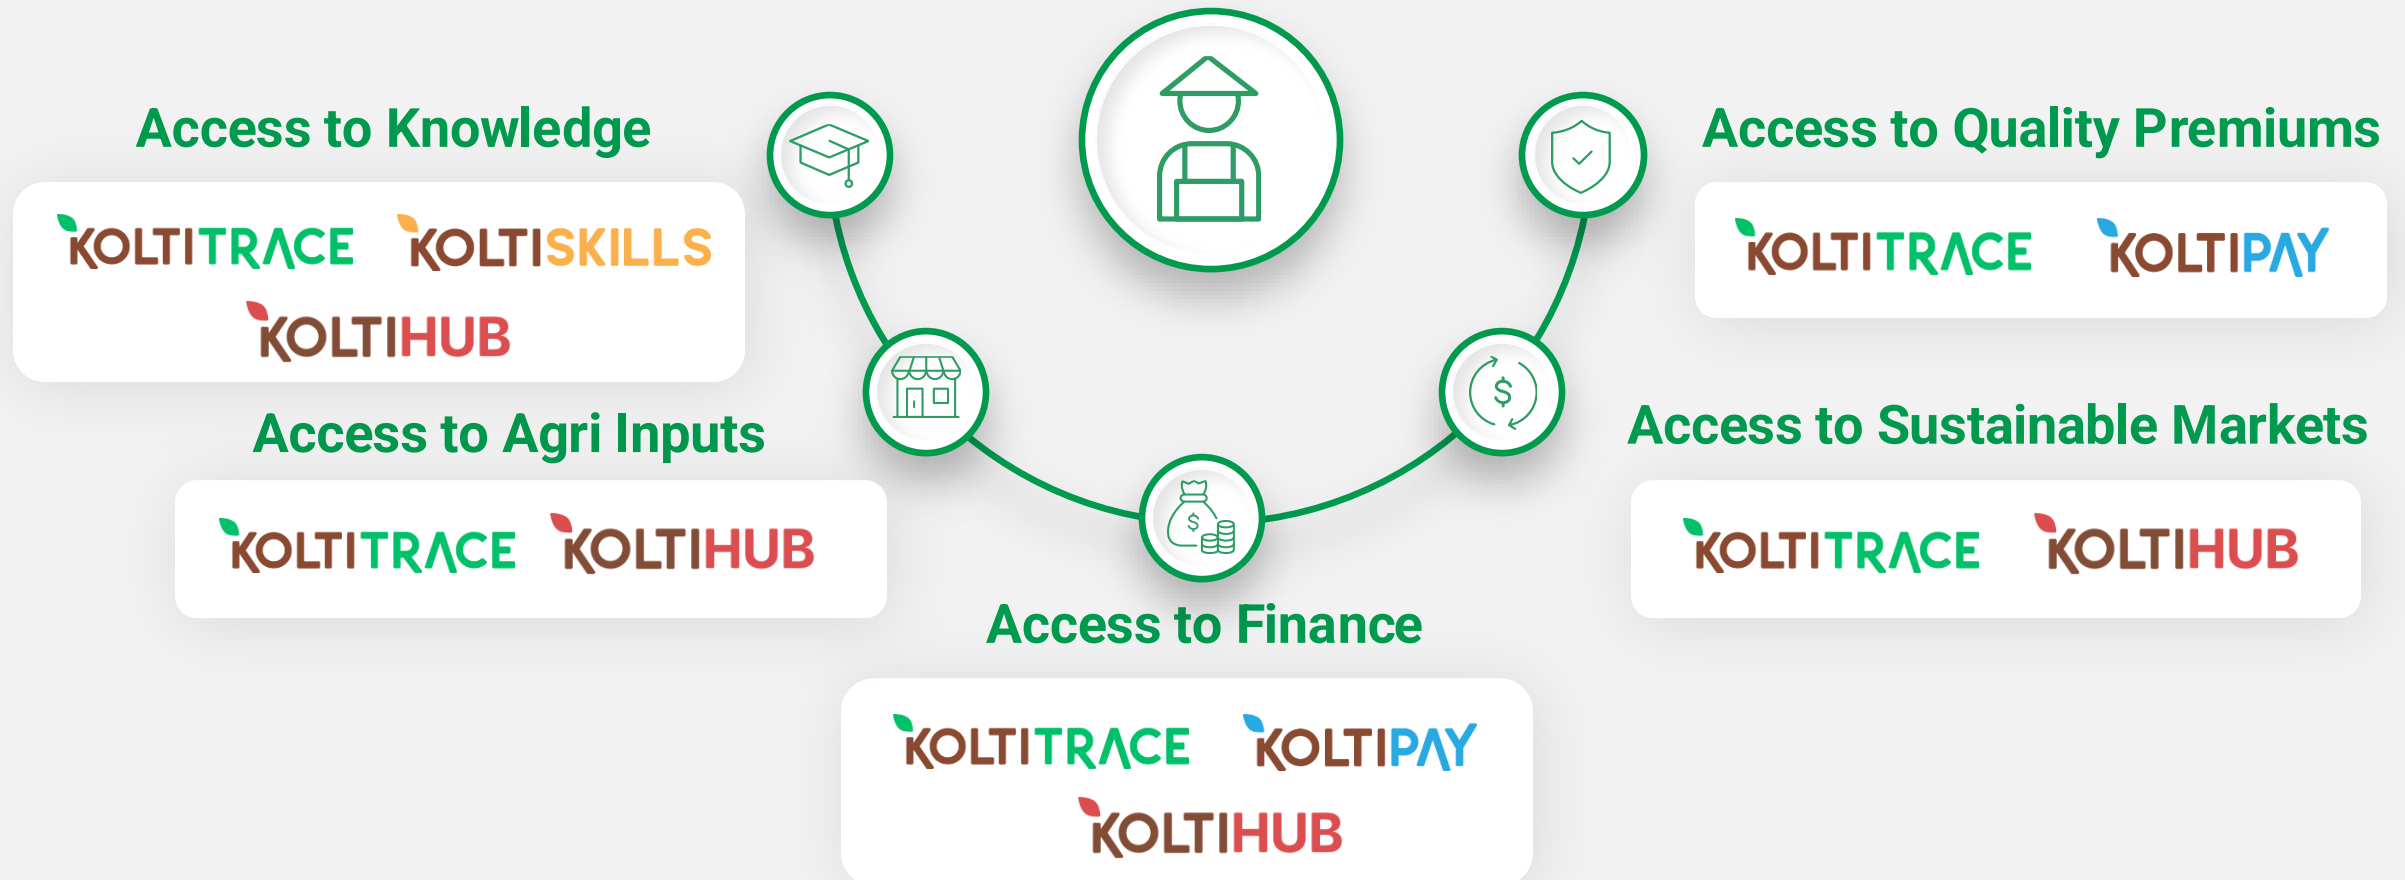 Access to Knowledge
KOLTITRACE KOLTISKILLS
KOLTIHUB
Access to Agri Inputs
KOLTITRACE KOLTIHUB
$
Access to Finance
KOLTITRACE KOLTIPAY
KOLTIHUB
$
Access to Sustainable Markets
KOLTITRACE KOLTIHUB
Access to Quality Premiums
KOLTITRACE KOLTIPAY